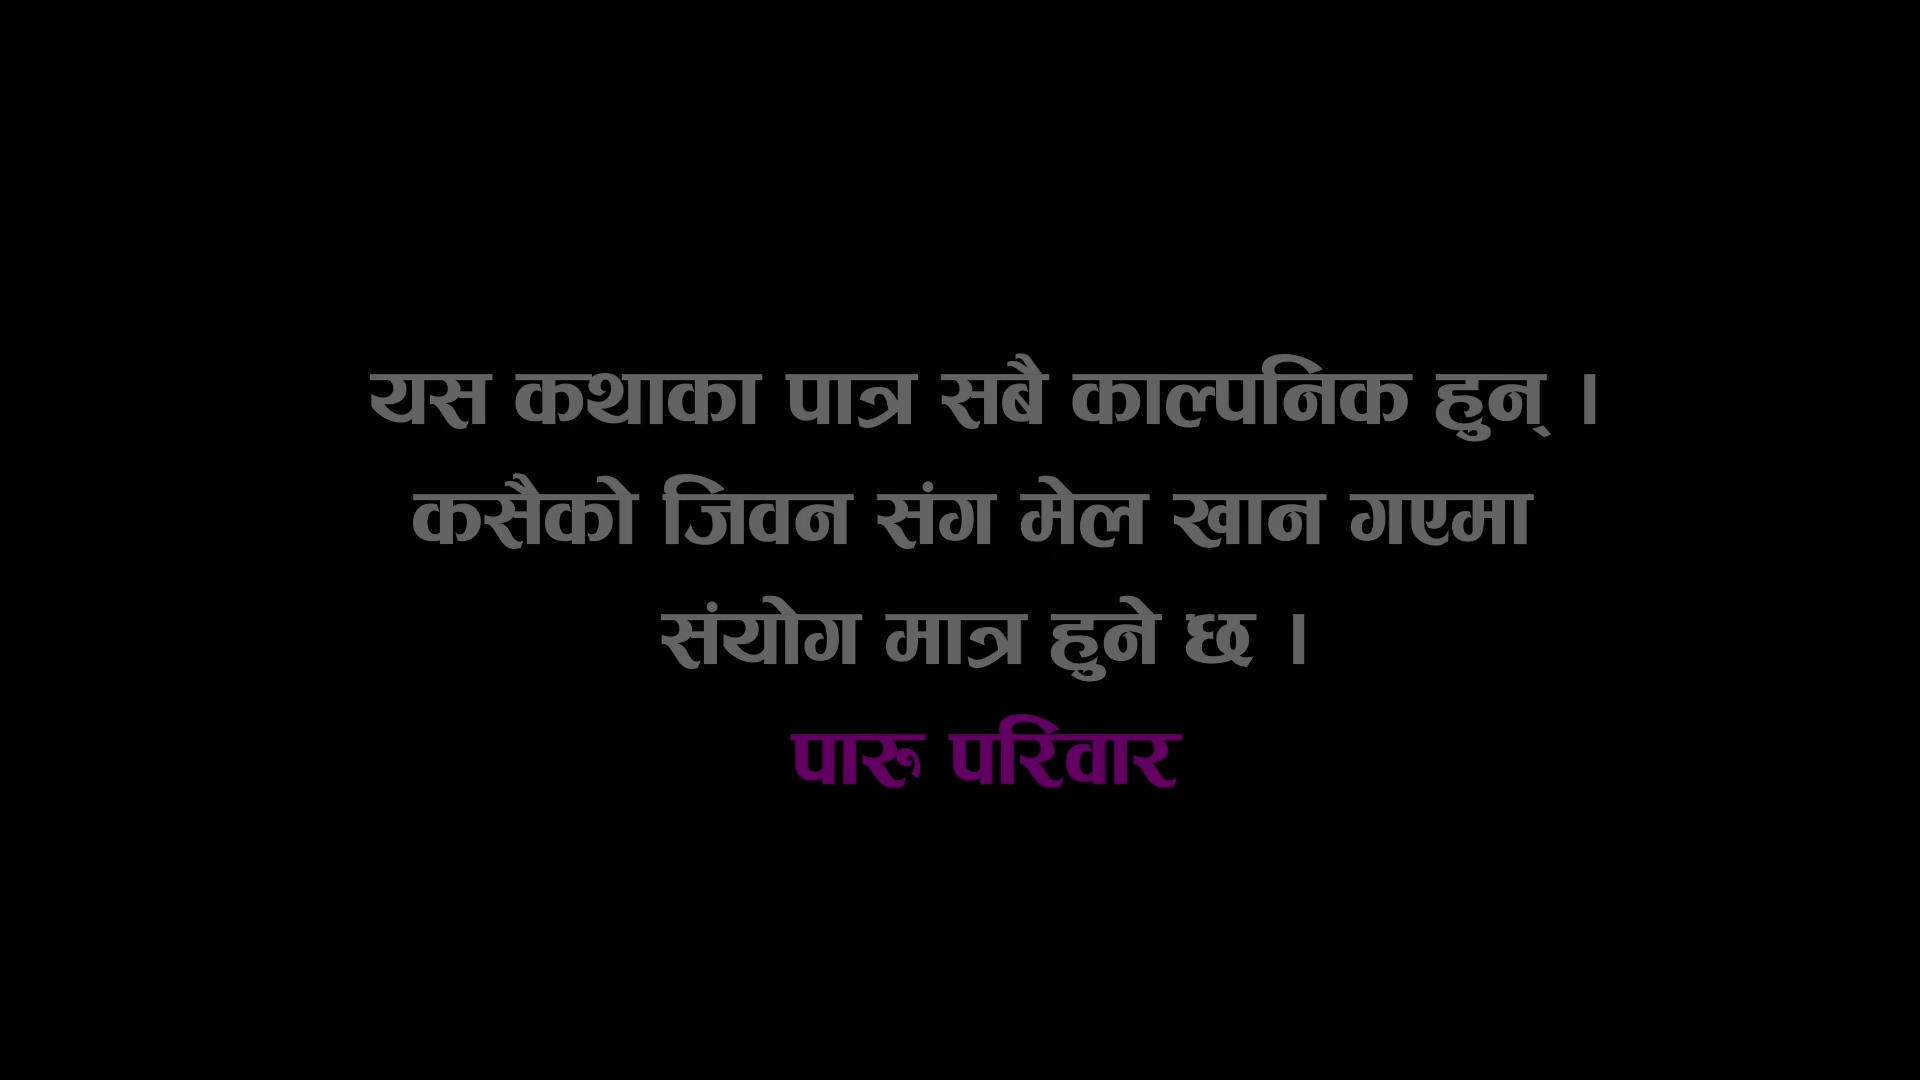 यस कथाका पात्र सबै काल्पनिक हुन् ।
कसैको जिवन संग मेल खान गएमा
संयोग मात्र हुने छ ।
पारु परिवार